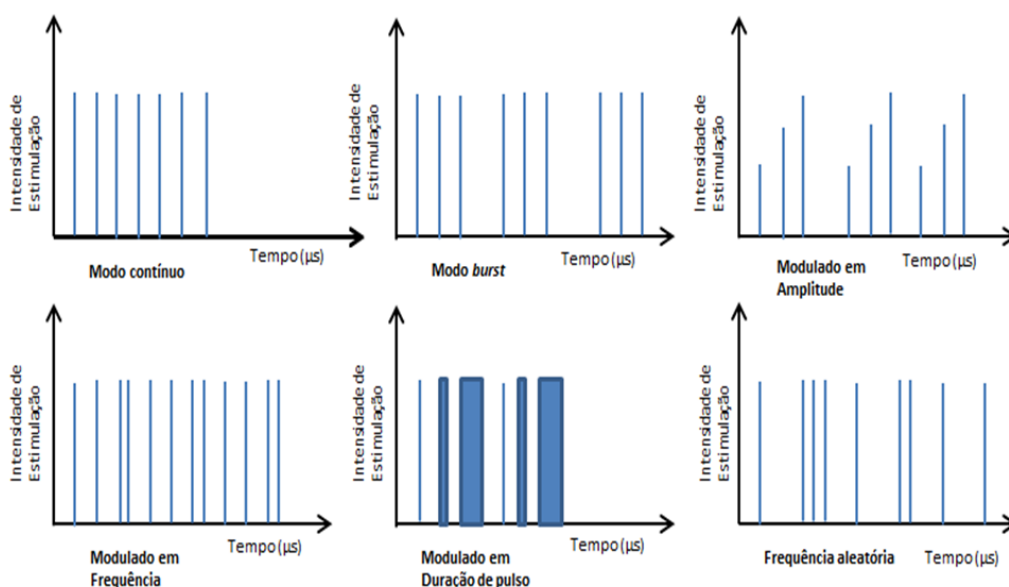 Intensidade de
Estimulação
Tempo (µs)
Modo contínuo
Intensidade de
Estimulação
Tempo (µs)
Modo burst
Intensidade de
Estimulação
Tempo (µs)
Modulado em
Amplitude
Intensidade de
Estimulação
Tempo (µs)
Modulado em
Frequência
Intensidade de
Estimulação
Tempo (µs)
Modulado em
Duração de pulso
Intensidade de
Estimulação
Frequência aleatória
Tempo (µs)